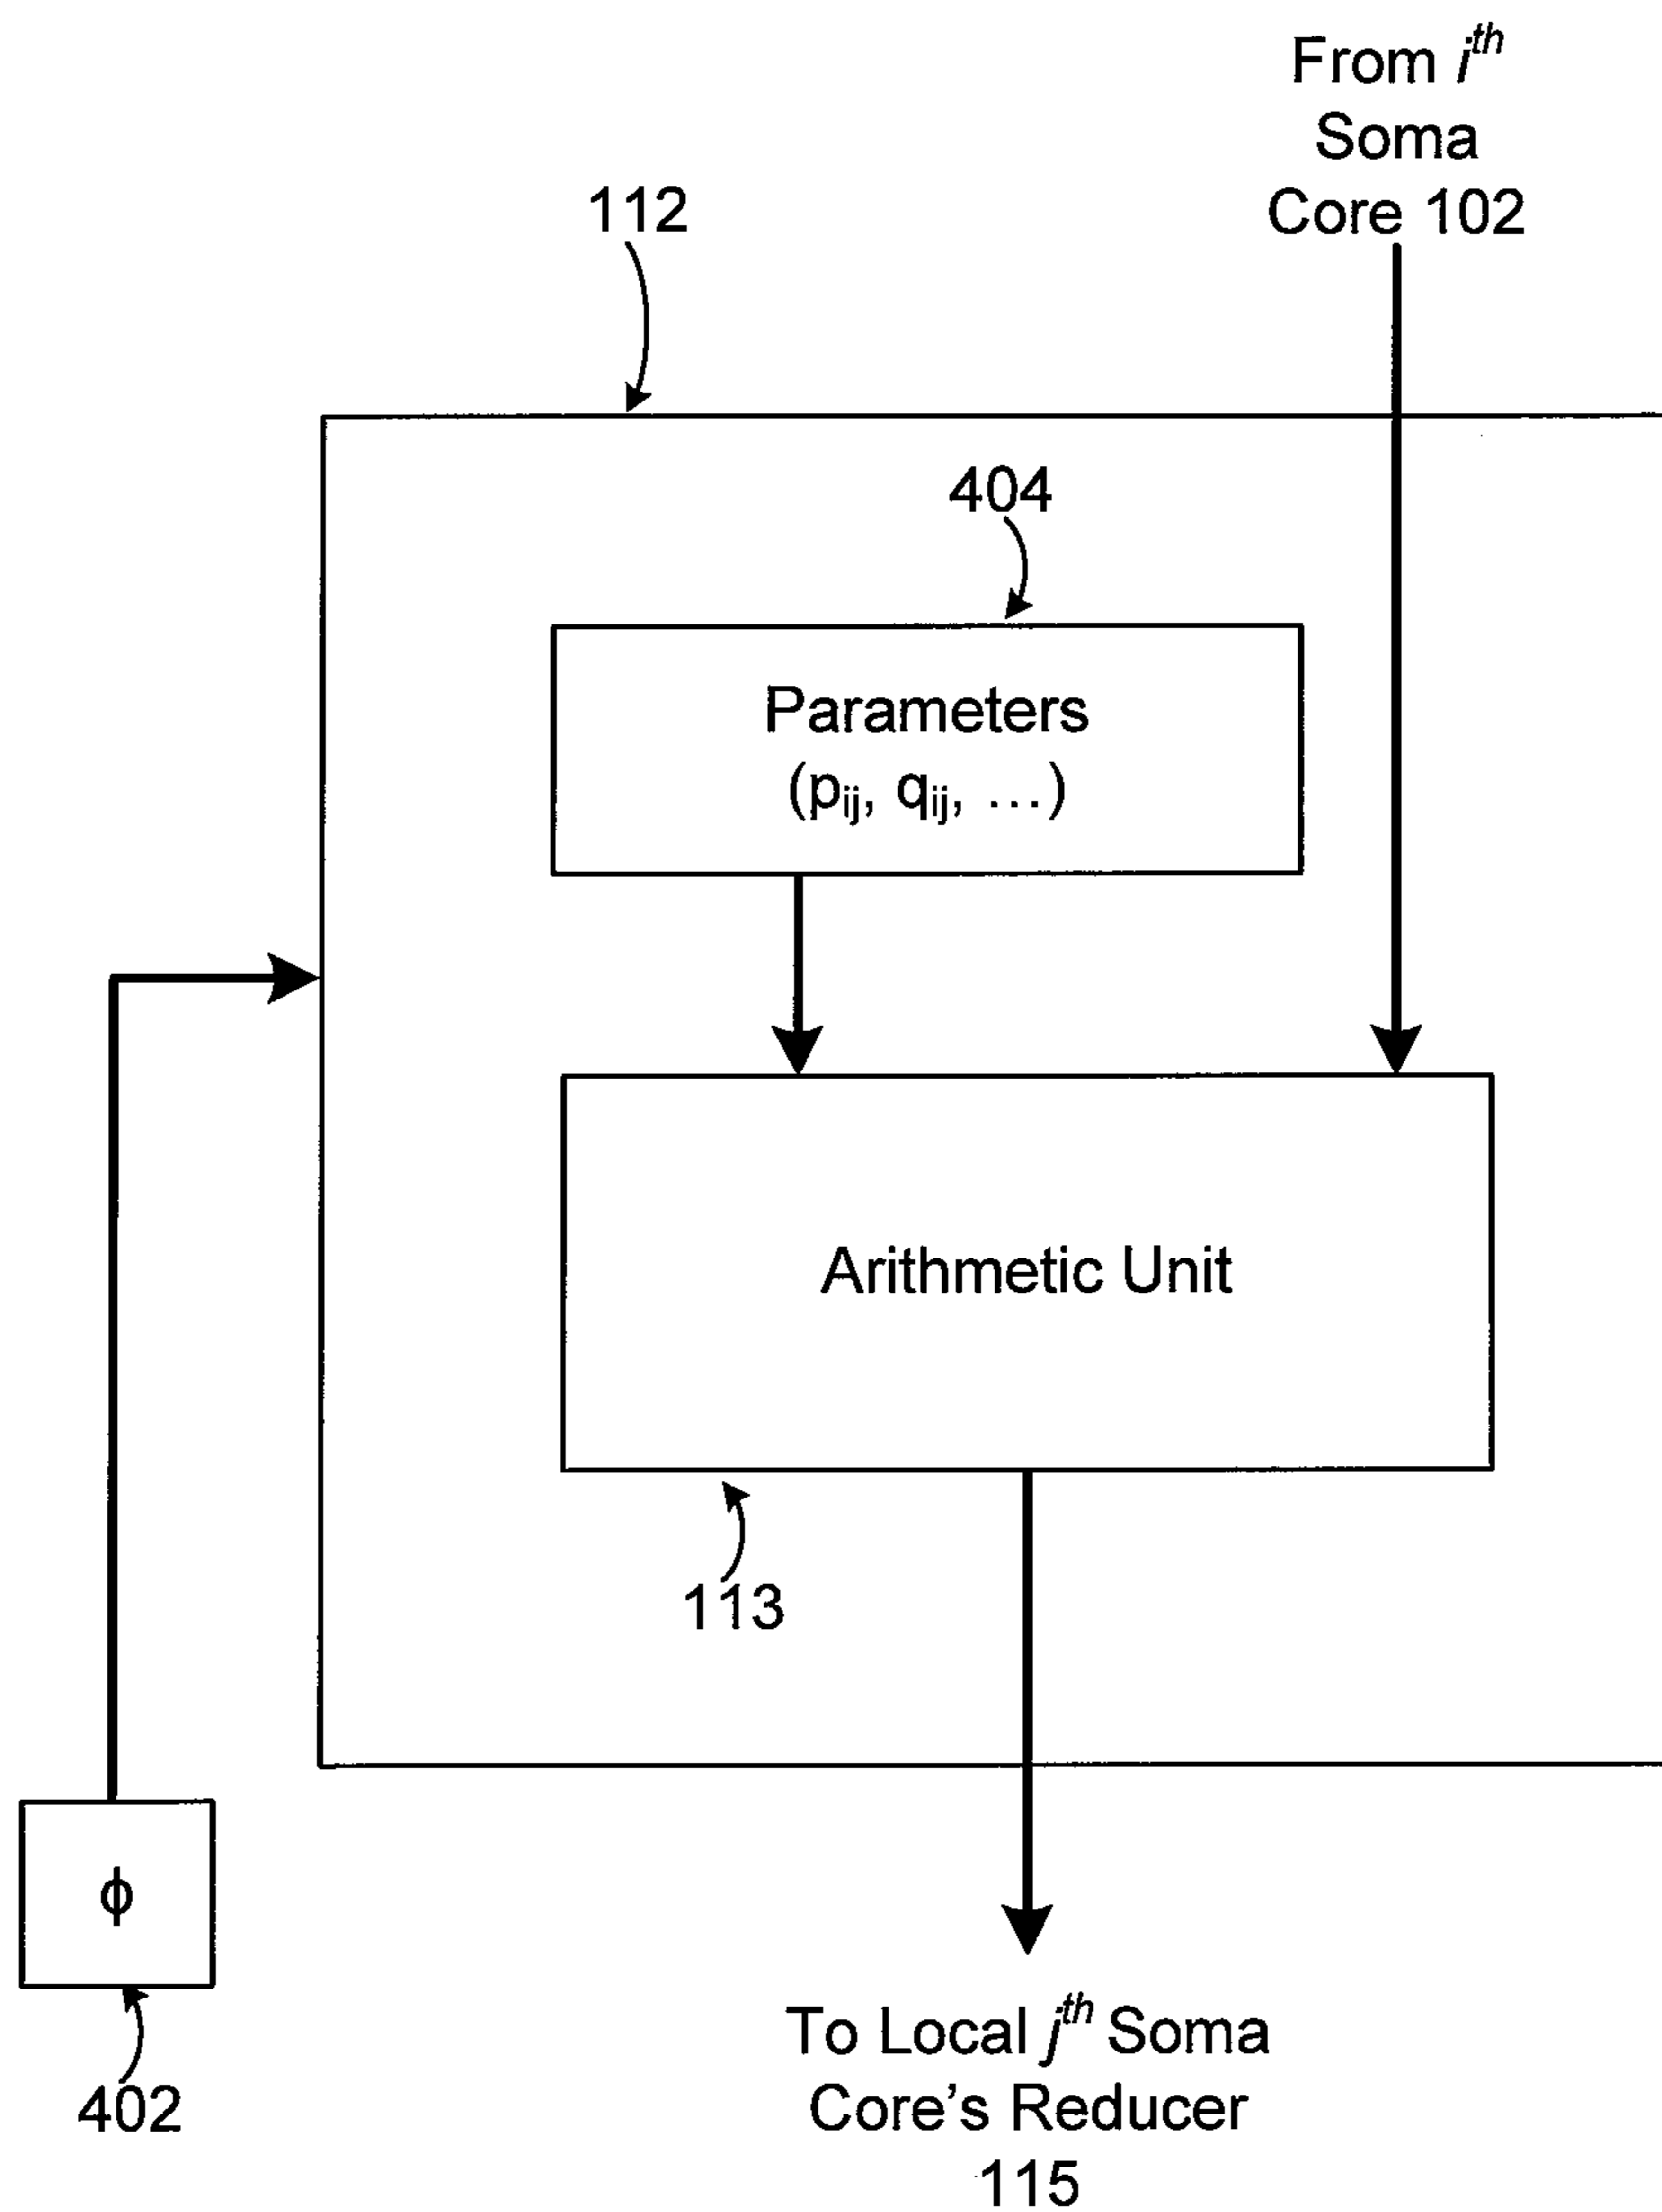 From i^th
Soma
Core 102
112
404
Parameters
(p_ij, q_ij, …)
Arithmetic Unit
113
ϕ
402
To Local j^th Soma
Core’s Reducer
115